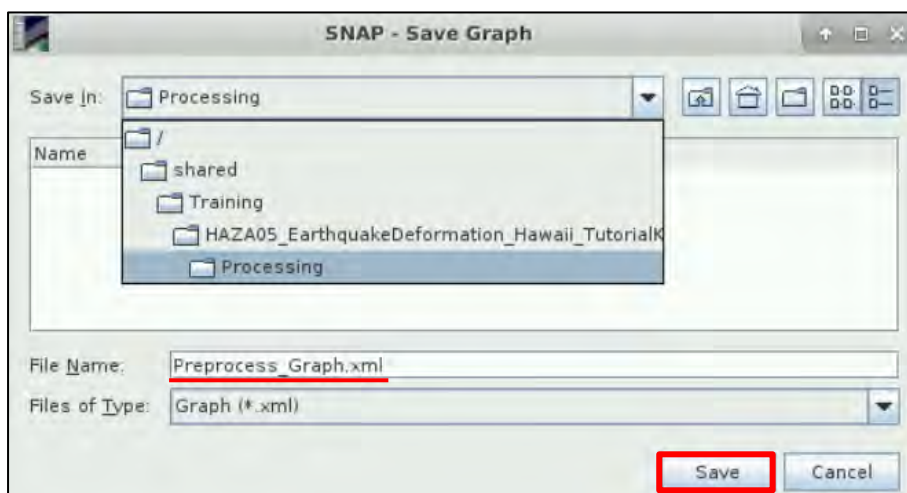 SNAP - Save Graph
Save In: Processing
Name
/
shared
Training
HAZA05_EarthquakeDeformation_Hawaii_TutorialK
Processing
File Name: Preprocess_Graph.xml
Files of Type: Graph (*.xml)
Save Cancel